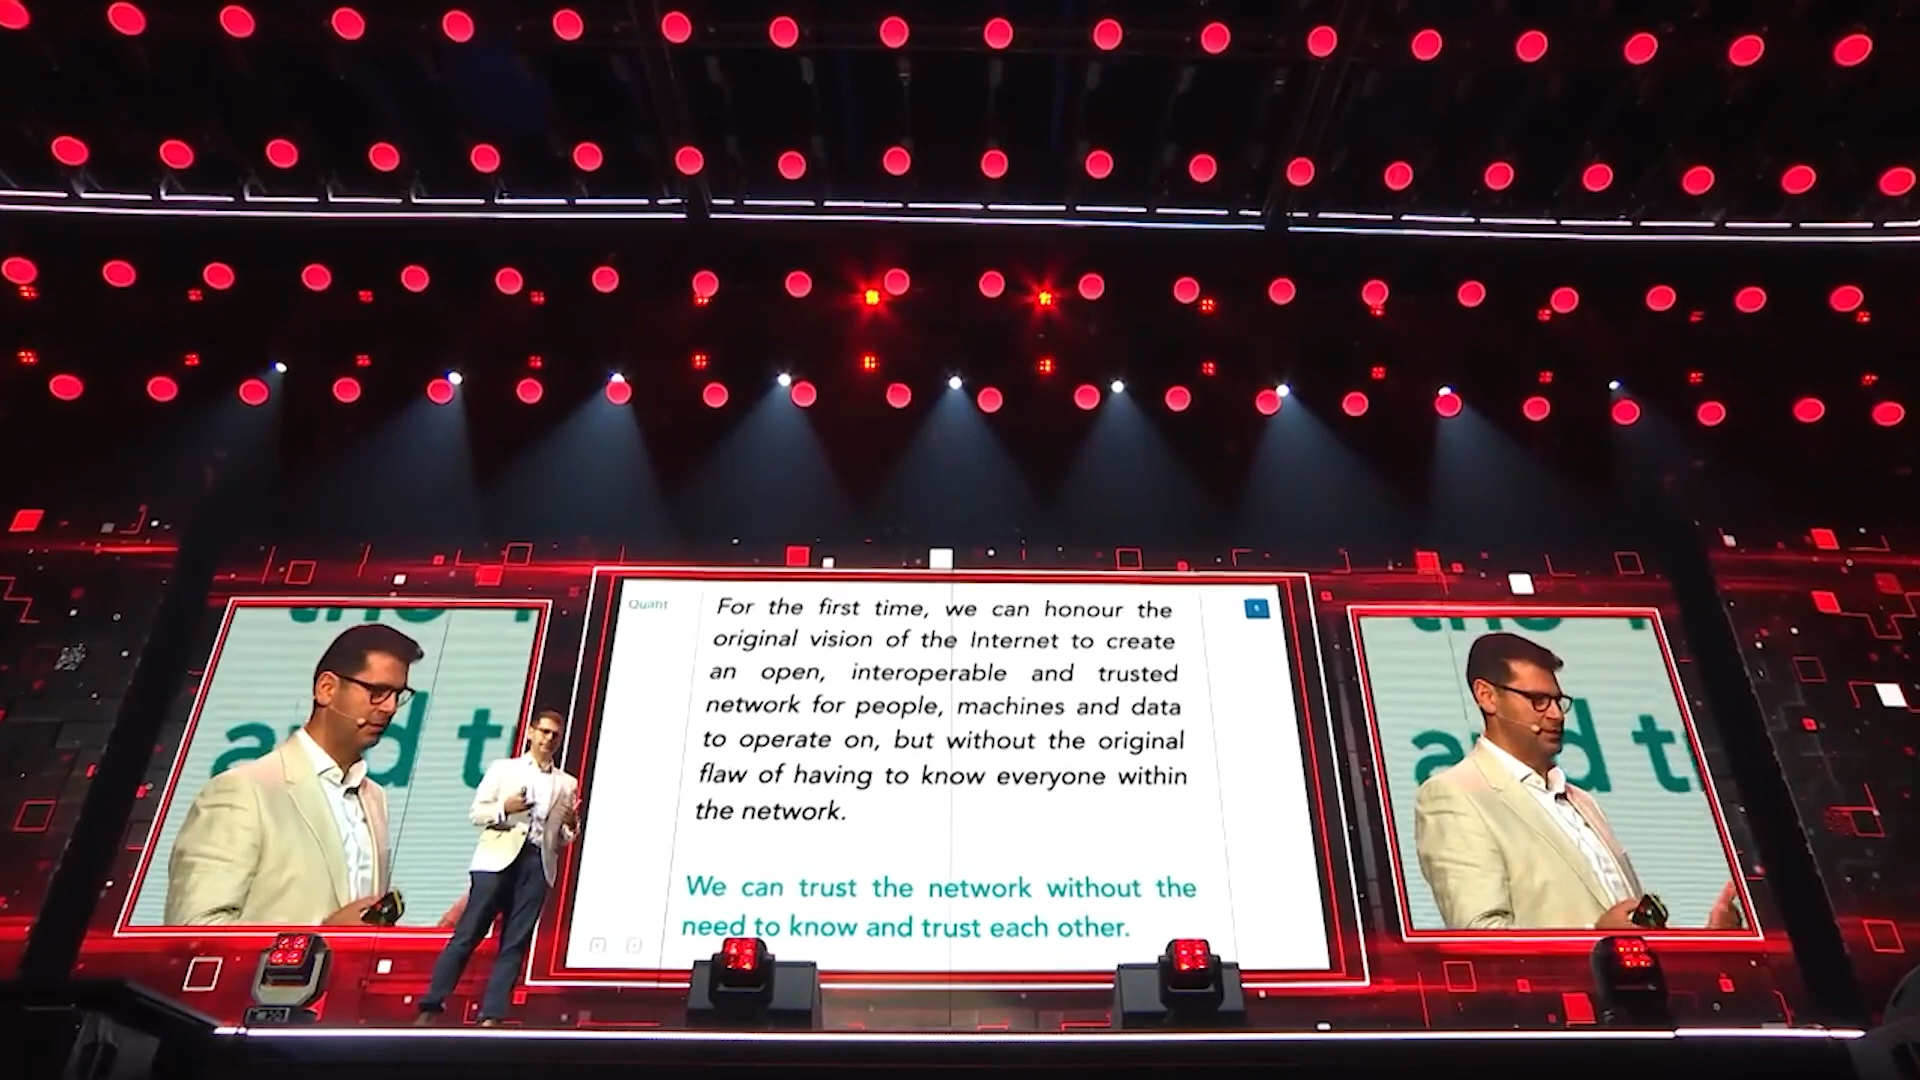 Quant
For the first time, we can honour the
original vision of the Internet to create
an open, interoperable and trusted
network for people, machines and data
to operate on, but without the original
flaw of having to know everyone within
the network.
We can trust the network without the
need to know and trust each other.
and t
and t